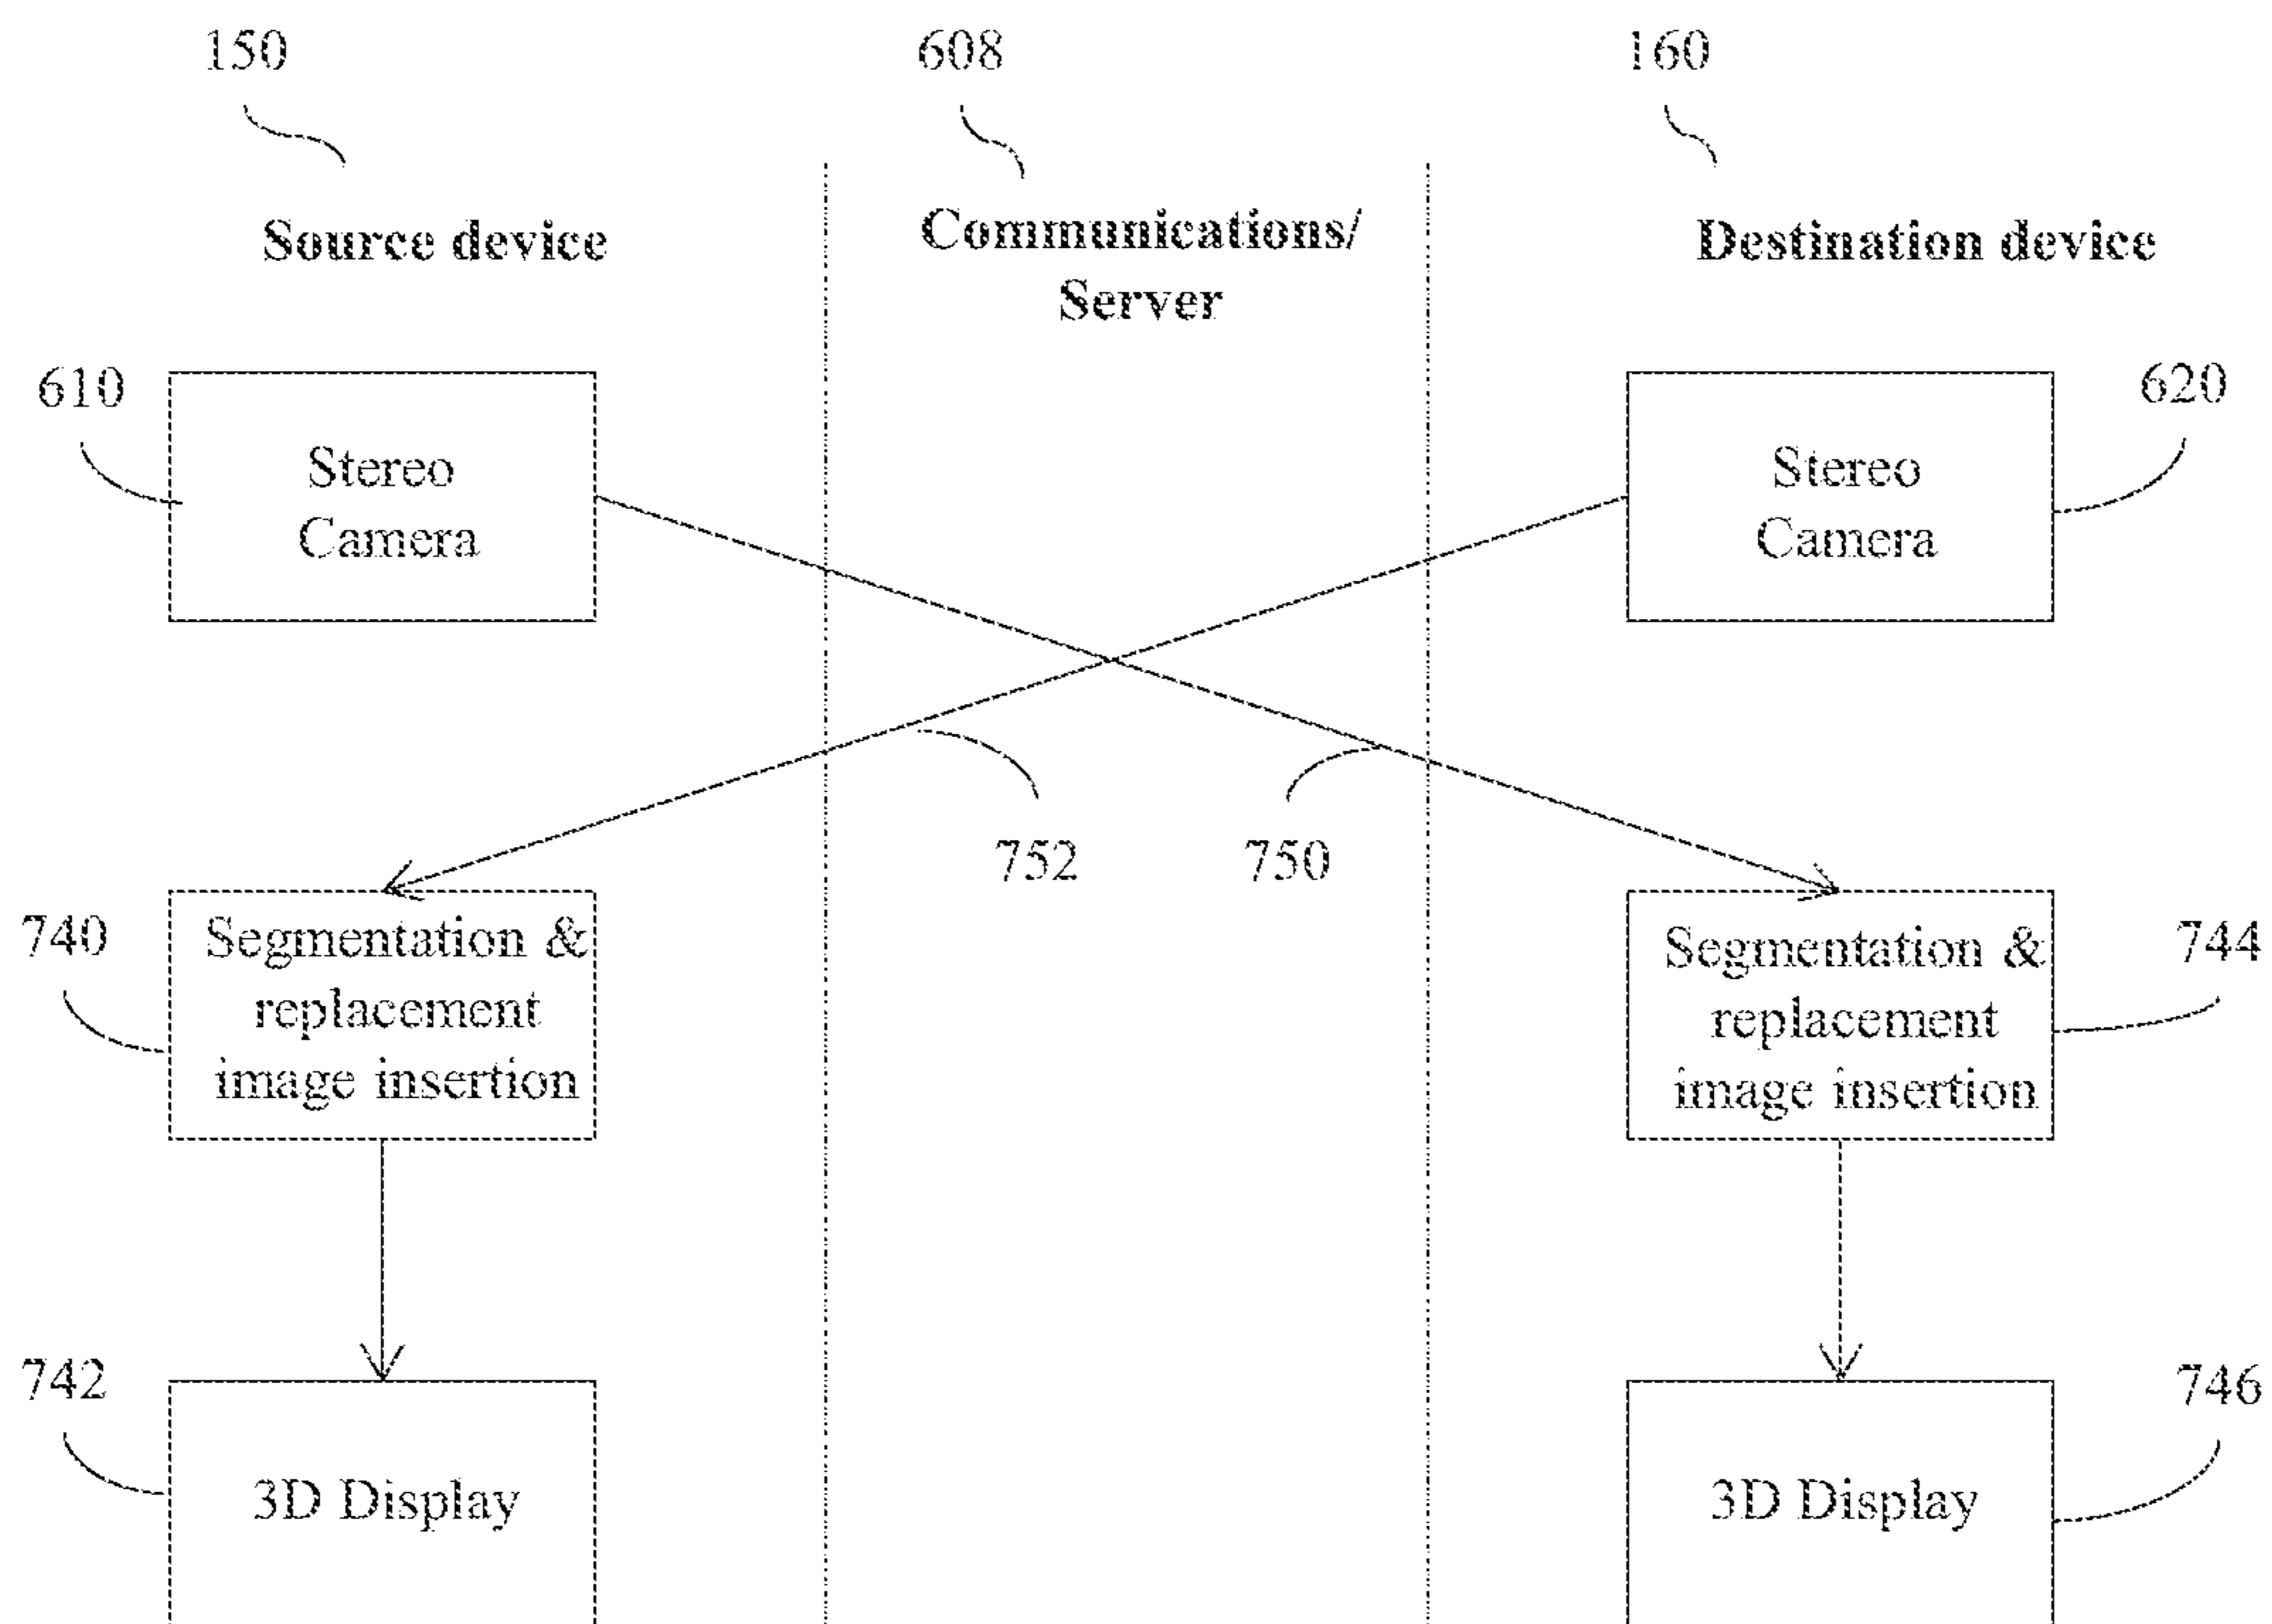 150
608
160
Source device
Communications/
Server
Destination device
610
Stereo
Camera
Stereo
Camera
620
752
750
740
Segmentation &
replacement
image insertion
Segmentation &
replacement
image insertion
744
742
3D Display
3D Display
746